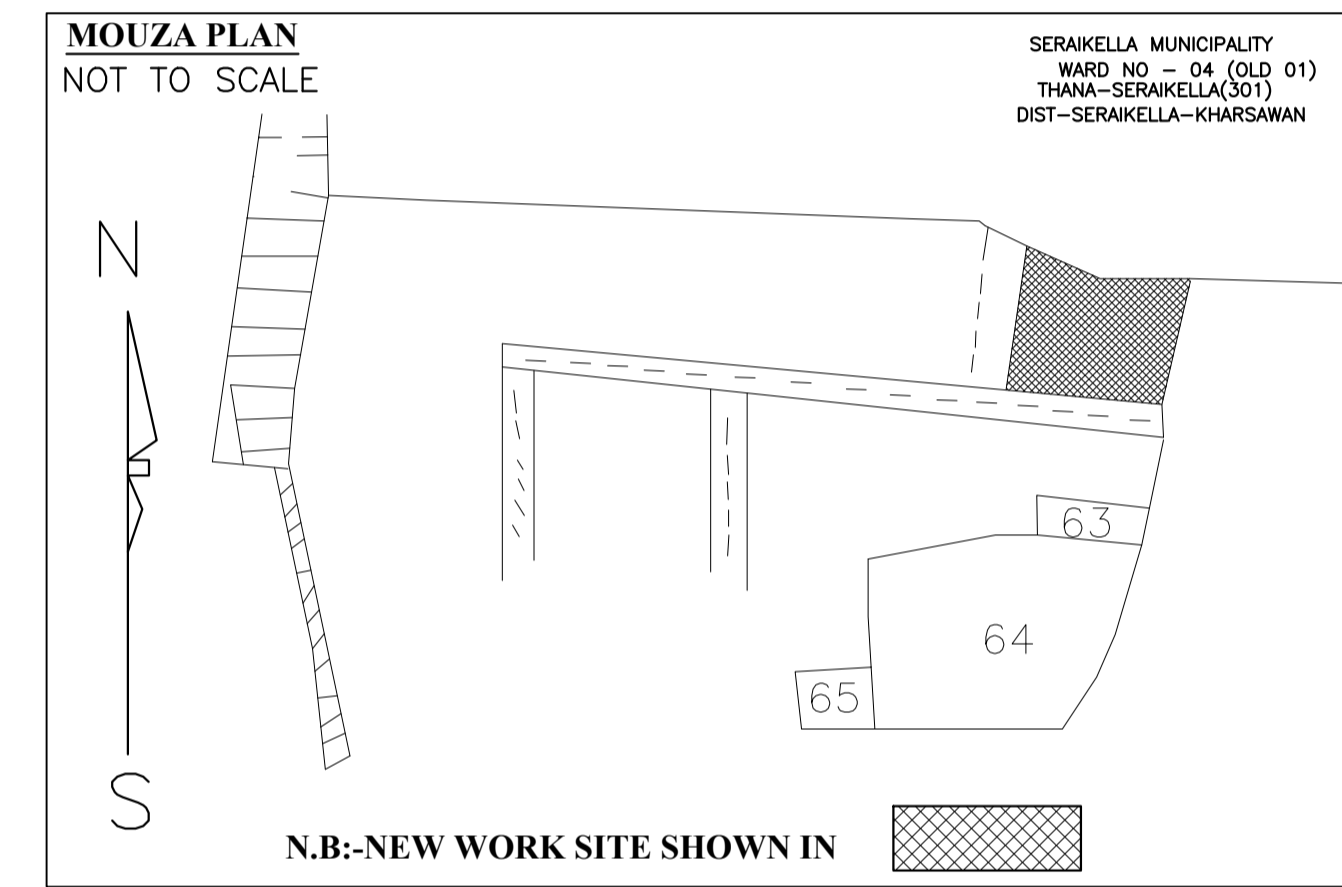 MOUZA PLAN
NOT TO SCALE
SERAIKELLA MUNICIPALITY
WARD NO – 04 (OLD 01)
THANA–SERAIKELLA(301)
DIST–SERAIKELLA–KHARSAWAN
N
63
64
65
S
N.B:-NEW WORK SITE SHOWN IN